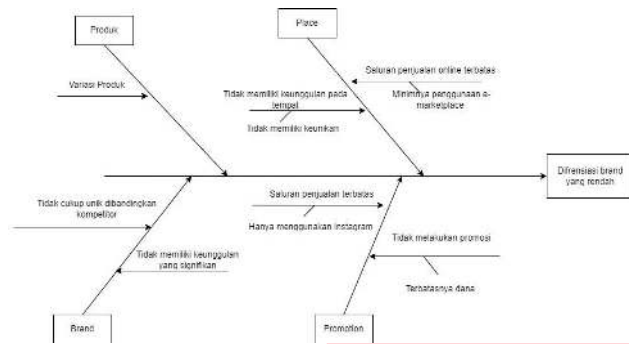 Produk
Place
Saluran penjualan online terbatas
Variasi Produk
Tidak memiliki keunggulan pada
tempat
Minimnya penggunaan e-
marketplace
Tidak memiliki keunikan
Difrensiasi brand
yang rendah
Tidak cukup unik dibandingkan
kompetitor
Saluran penjualan terbatas
Hanya menggunakan Instagram
Tidak melakukan promosi
Tidak memiliki keunggulan
yang signifikan
Terbatasnya dana
Brand
Promotion